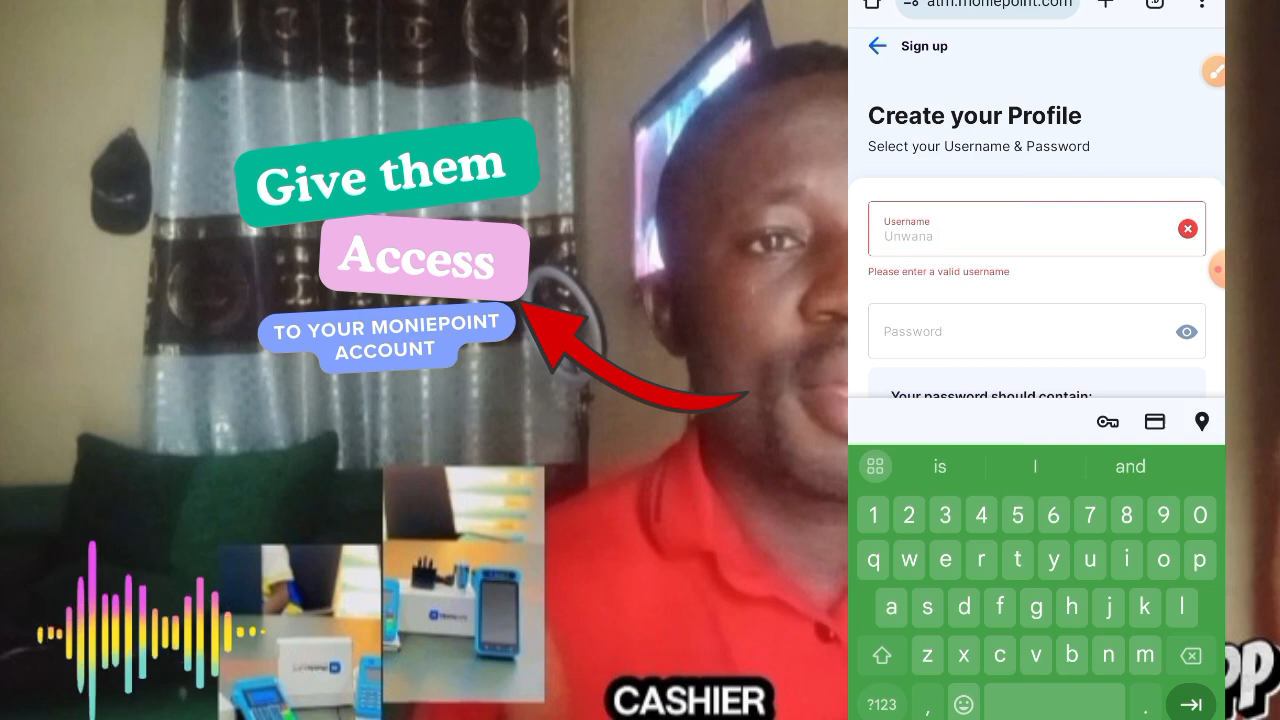 Give them
Access
TO YOUR MONIEPOINT
ACCOUNT
CASHIER
atm.moniepoint.com
Sign up
Create your Profile
Select your Username & Password
Username
Unwana
Please enter a valid username
Password
Your password should contain:
is I and
1 2 3 4 5 6 7 8 9 0
q w e r t y u i o p
a s d f g h j k l
z x c v b n m
?123 , .